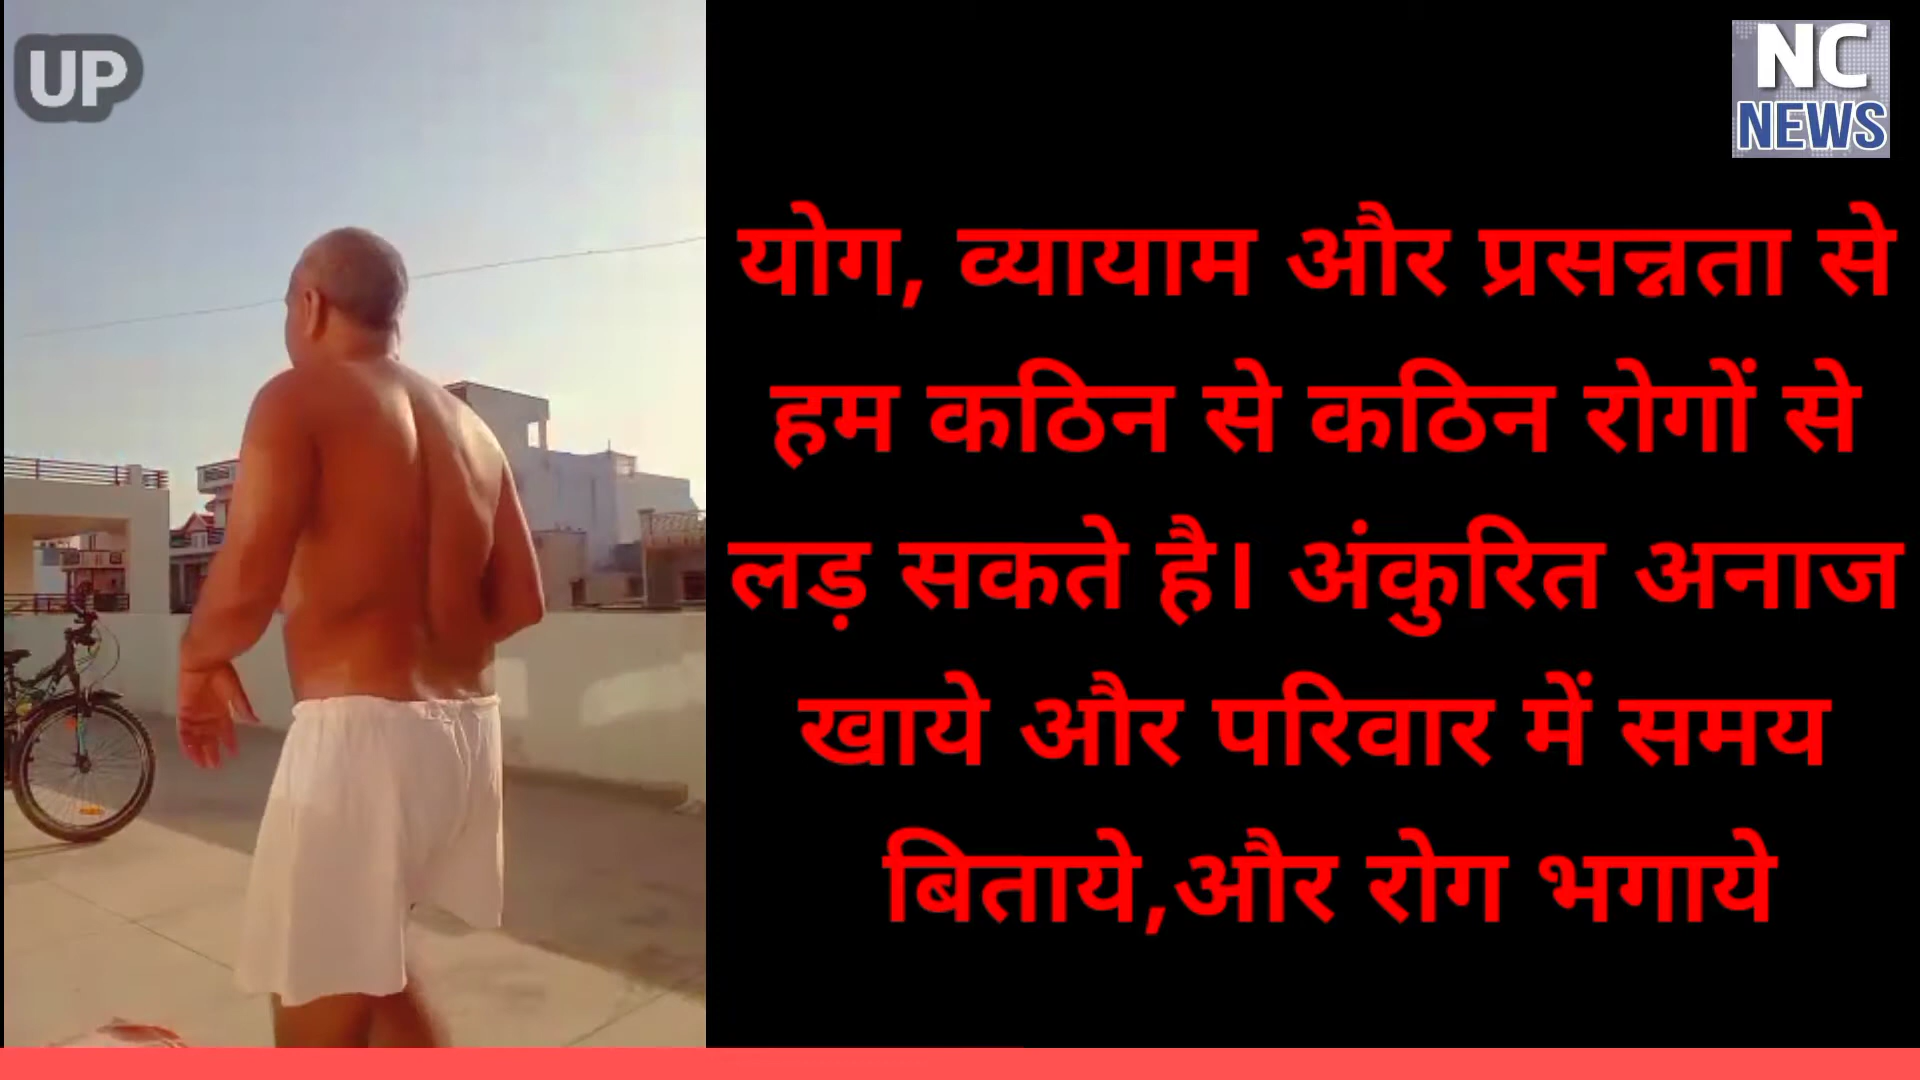 UP
NC
NEWS
योग, व्यायाम और प्रसन्नता से
हम कठिन से कठिन रोगों से
लड़ सकते है। अंकुरित अनाज
खाये और परिवार में समय
बिताये,और रोग भगाये